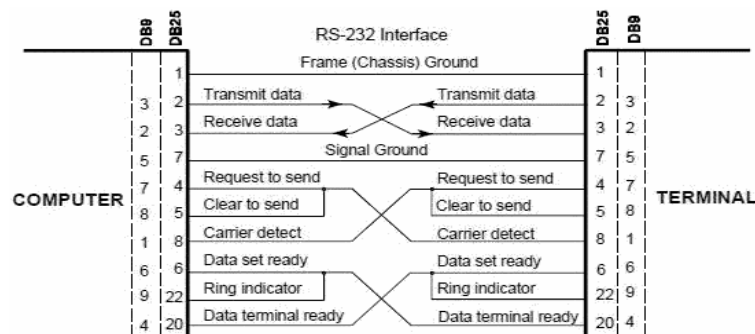 DB9 DB25 RS-232 Interface DB25 DB9
Frame (Chassis) Ground
1 1
3 2 Transmit data Transmit data 2 3
2 3 Receive data Receive data 3 2
5 7 Signal Ground 7 5
7 4 Request to send Request to send 4 7
COMPUTER TERMINAL
8 5 Clear to send Clear to send 5 8
1 8 Carrier detect Carrier detect 8 1
6 6 Data set ready Data set ready 6 6
9 22 Ring indicator Ring indicator 22 9
4 20 Data terminal ready Data terminal ready 20 4